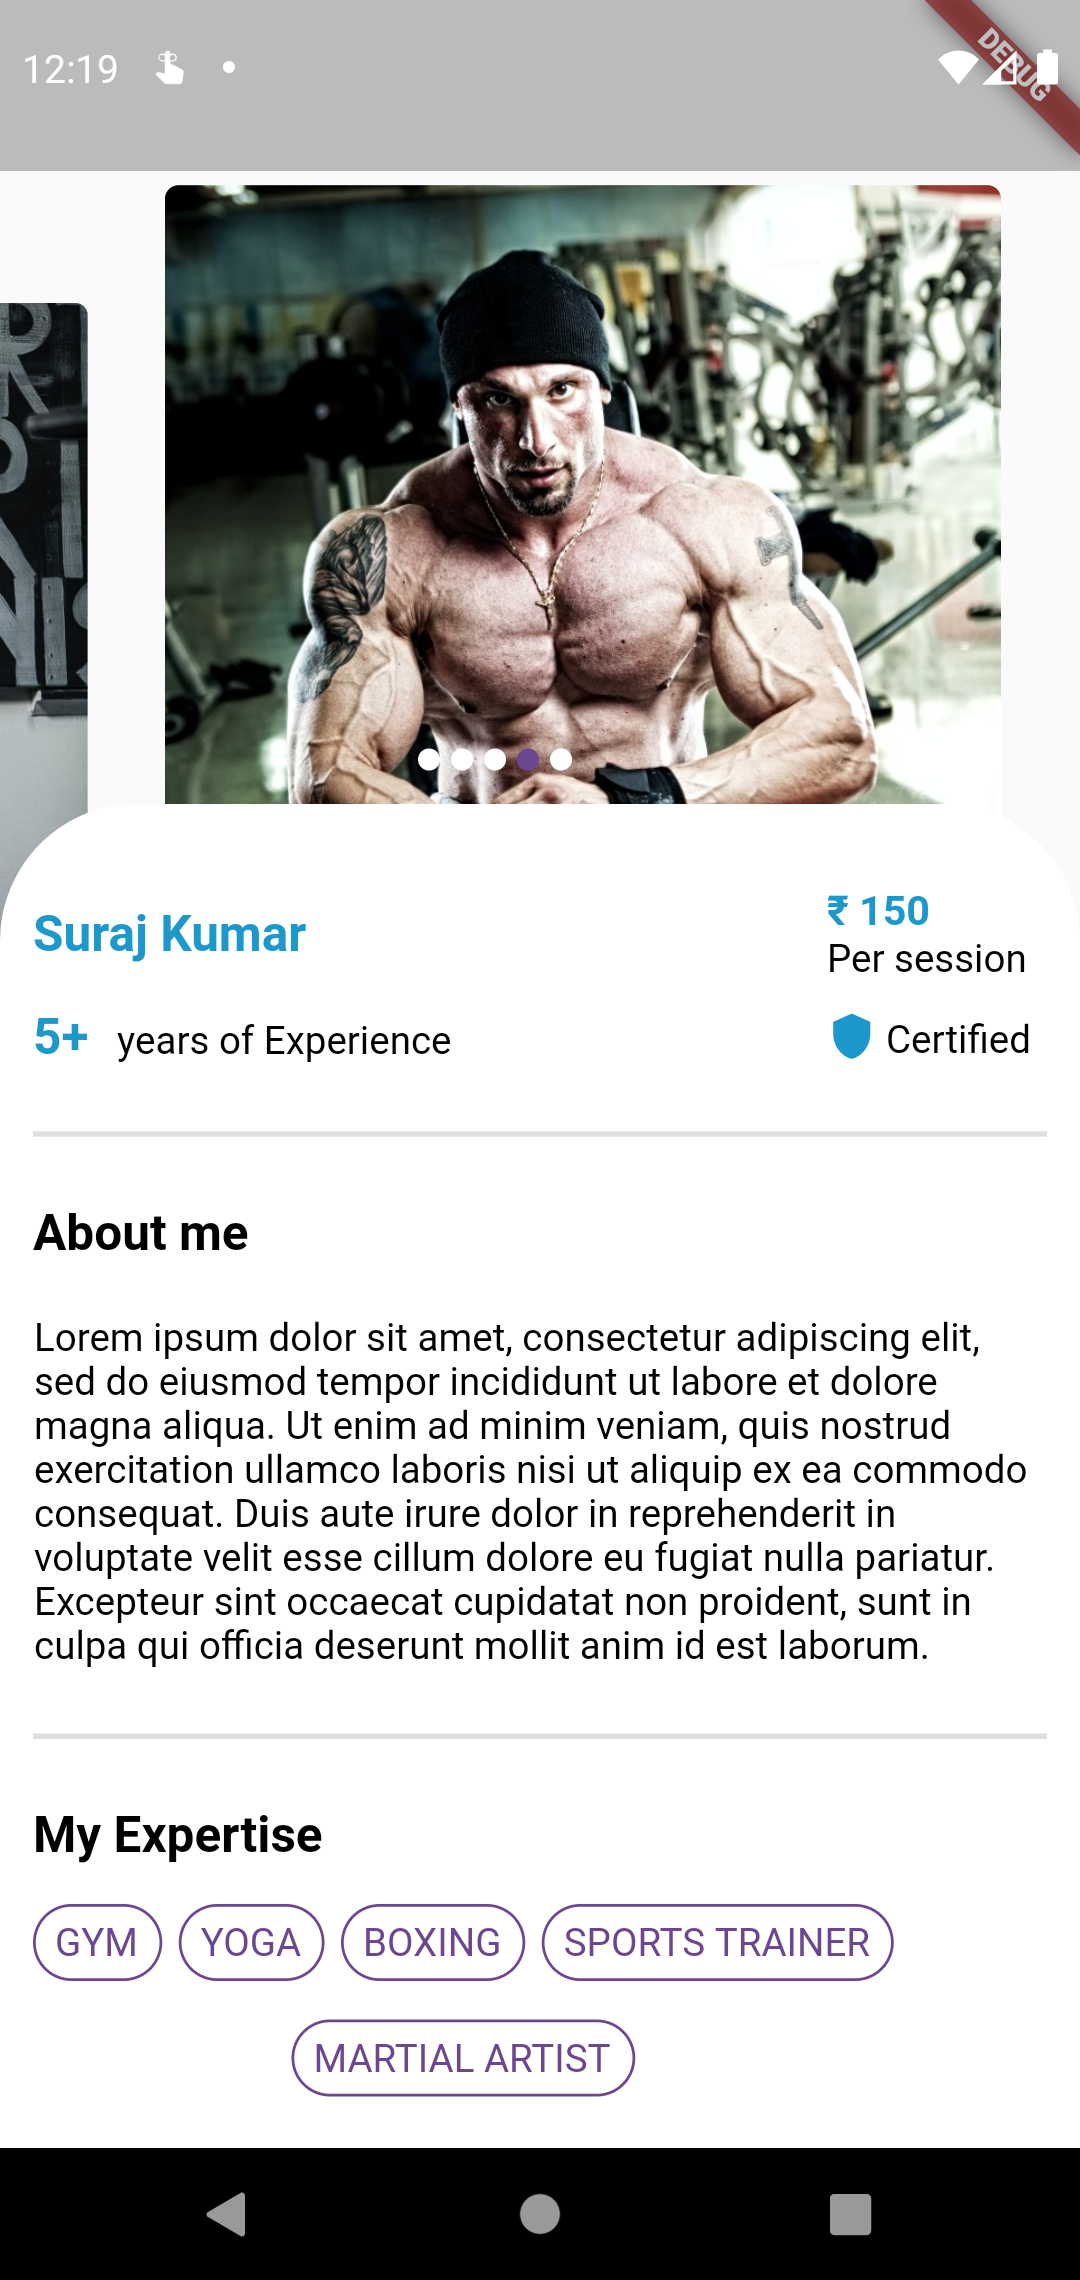 12:19
DEBUG
Suraj Kumar
₹ 150
Per session
5+ years of Experience
Certified
About me
Lorem ipsum dolor sit amet, consectetur adipiscing elit,
sed do eiusmod tempor incididunt ut labore et dolore
magna aliqua. Ut enim ad minim veniam, quis nostrud
exercitation ullamco laboris nisi ut aliquip ex ea commodo
consequat. Duis aute irure dolor in reprehenderit in
voluptate velit esse cillum dolore eu fugiat nulla pariatur.
Excepteur sint occaecat cupidatat non proident, sunt in
culpa qui officia deserunt mollit anim id est laborum.
My Expertise
GYM YOGA BOXING SPORTS TRAINER
MARTIAL ARTIST